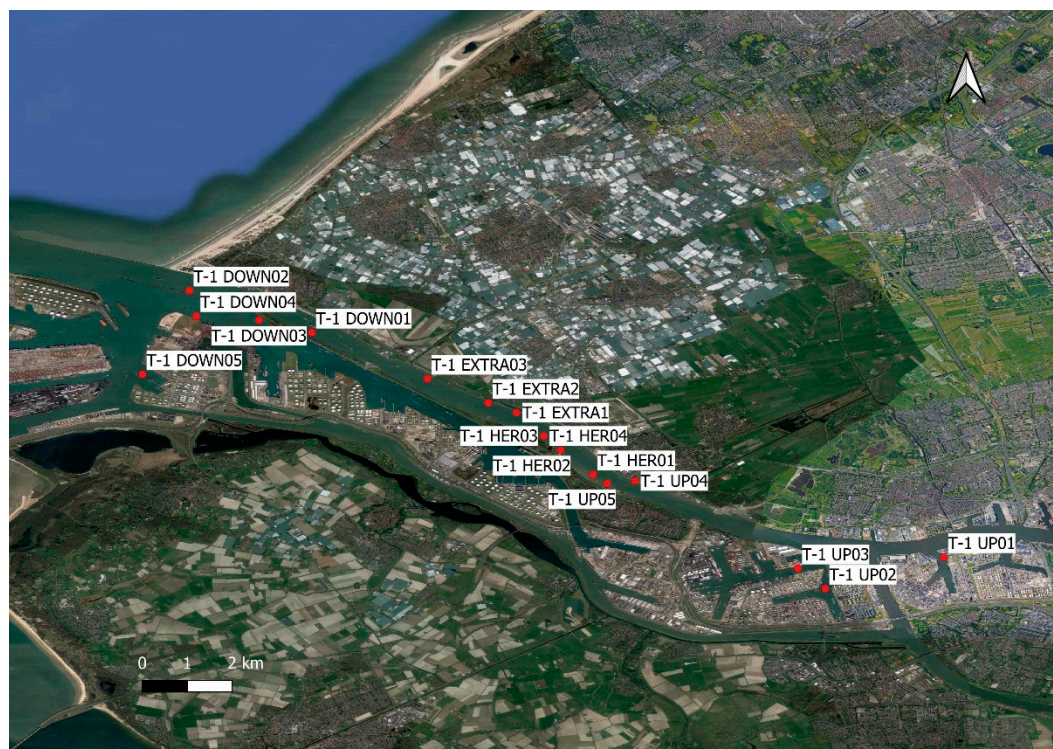 T-1 DOWN02
T-1 DOWN04
T-1 DOWN03
T-1 DOWN01
T-1 DOWN05
T-1 EXTRA03
T-1 EXTRA2
T-1 EXTRA1
T-1 HER03
T-1 HER04
T-1 HER02
T-1 HER01
T-1 UP04
T-1 UP05
T-1 UP03
T-1 UP01
T-1 UP02
0 1 2 km